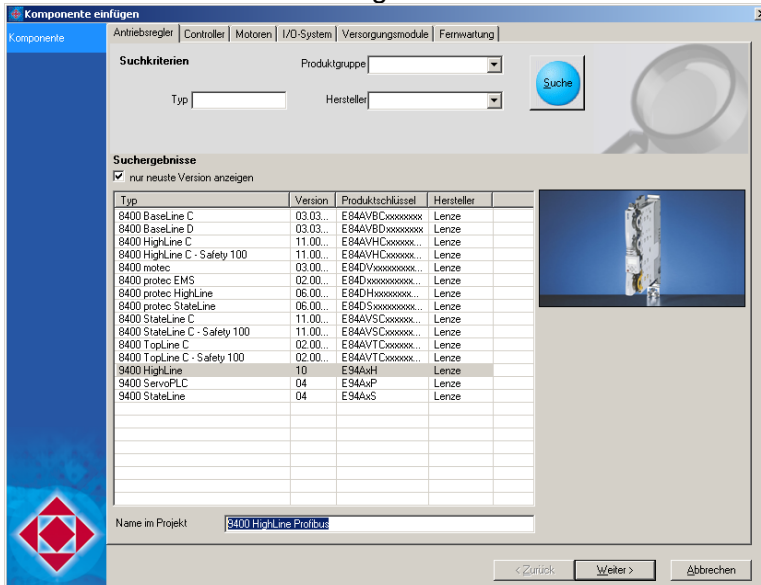 Komponente einfügen
Komponente
Antriebsregler Controller Motoren I/O-System Versorgungsmodule Fernwartung
Suchkriterien Produktgruppe
Suche
Typ Hersteller
Suchergebnisse
nur neuste Version anzeigen
Typ Version Produktschlüssel Hersteller
8400 BaseLine C 03.03... E84AVBCxxxxxxxx Lenze
8400 BaseLine D 03.03... E84AVBDxxxxxxxx Lenze
8400 HighLine C 11.00... E84AVHCxxxxxx... Lenze
8400 HighLine C - Safety 100 11.00... E84AVHCxxxxxx... Lenze
8400 motec 03.00... E84DVxxxxxxxx... Lenze
8400 protec EMS 02.00... E84Dxxxxxxxxx... Lenze
8400 protec HighLine 06.00... E84DHxxxxxxxx... Lenze
8400 protec StateLine 06.00... E84DSxxxxxxxx... Lenze
8400 StateLine C 11.00... E84AVSCxxxxxx... Lenze
8400 StateLine C - Safety 100 11.00... E84AVSCxxxxxx... Lenze
8400 TopLine C 02.00... E84AVTCxxxxxx... Lenze
8400 TopLine C - Safety 100 02.00... E84AVTCxxxxxx... Lenze
9400 HighLine 10 E94AxH Lenze
9400 ServoPLC 04 E94AxP Lenze
9400 StateLine 04 E94AxS Lenze
Name im Projekt 9400 HighLine Profibus
< Zurück Weiter > Abbrechen